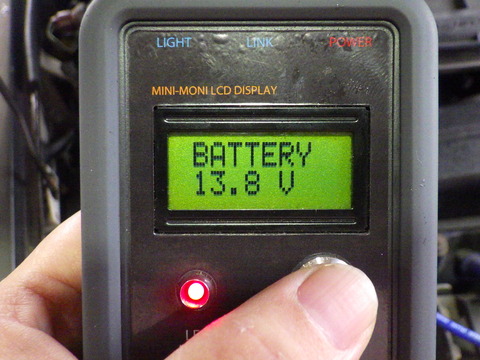 LIGHT LINK POWER
MINI-MONI LCD DISPLAY
BATTERY
13.8 V